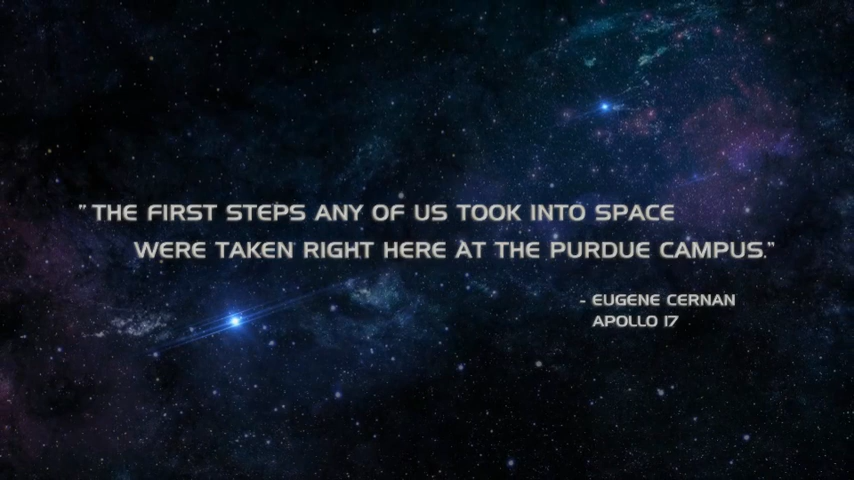 " THE FIRST STEPS ANY OF US TOOK INTO SPACE
WERE TAKEN RIGHT HERE AT THE PURDUE CAMPUS."
- EUGENE CERNAN
APOLLO 17